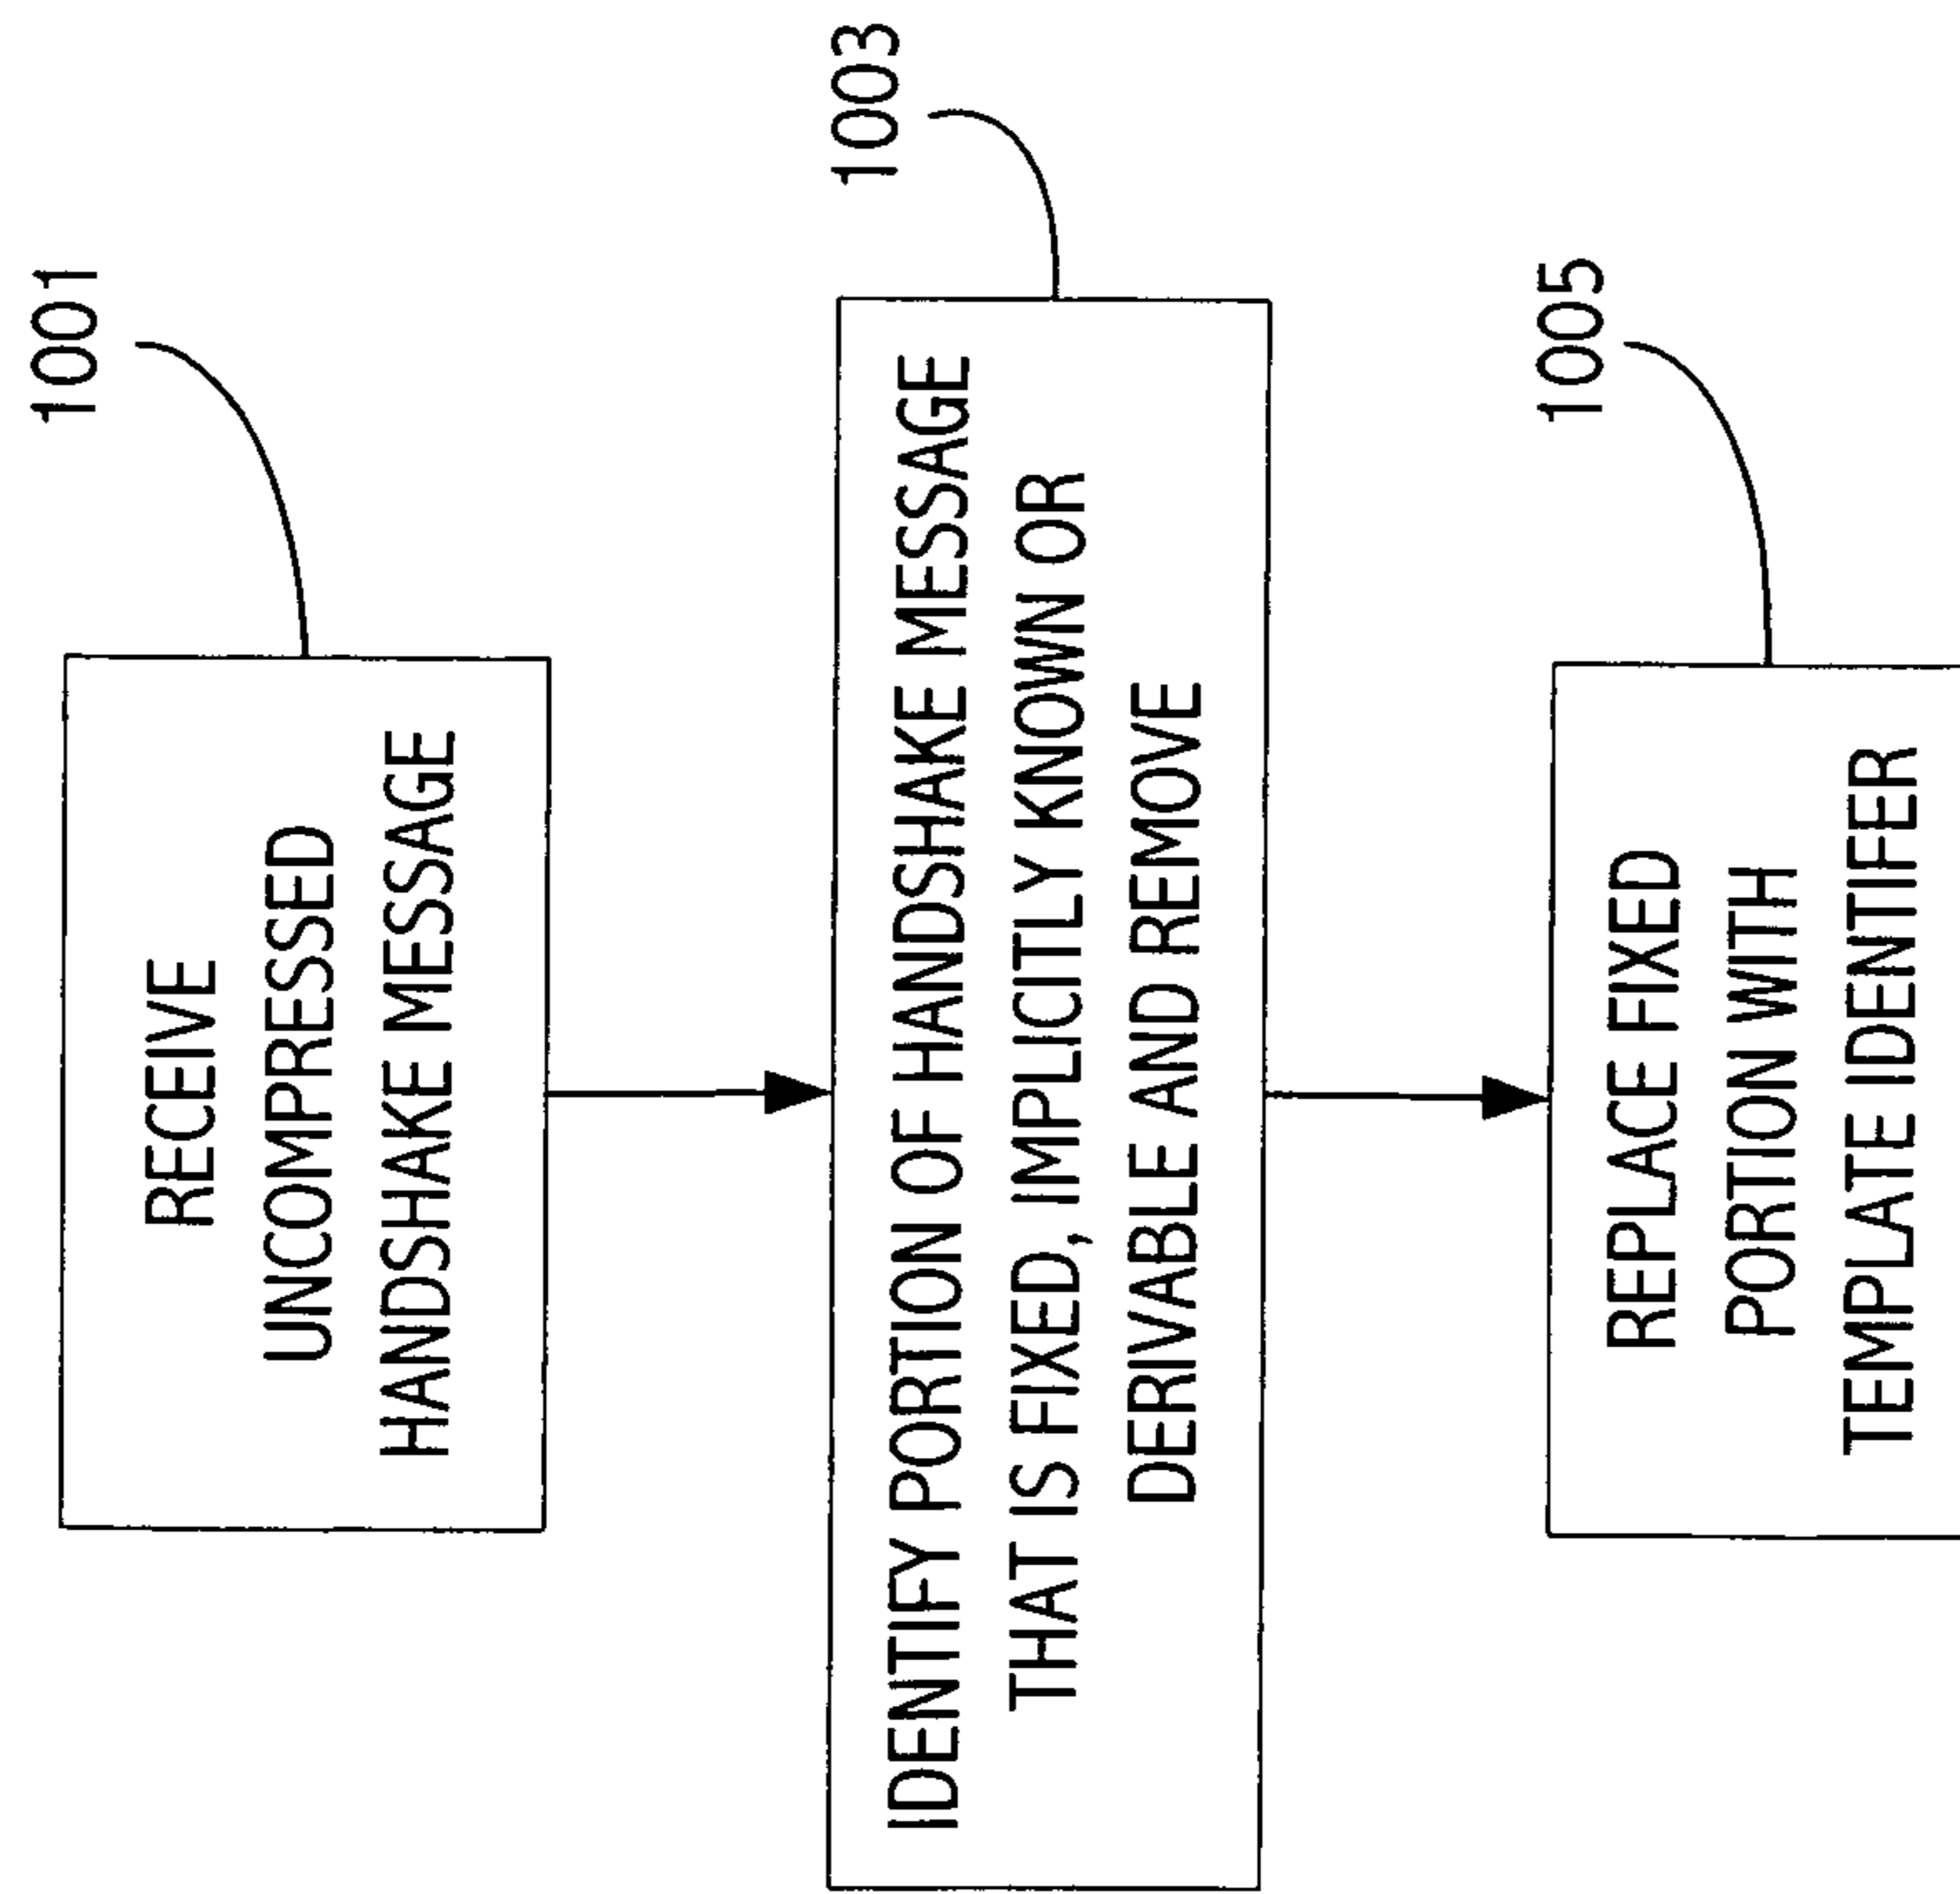 1001
RECEIVE
UNCOMPRESSED
HANDSHAKE MESSAGE
1003
IDENTIFY PORTION OF HANDSHAKE MESSAGE
THAT IS FIXED, IMPLICITLY KNOWN OR
DERIVABLE AND REMOVE
1005
REPLACE FIXED
PORTION WITH
TEMPLATE IDENTIFER